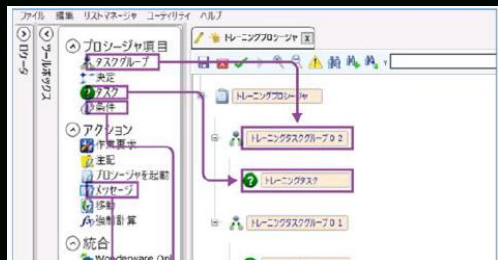 ファイル 編集 リストマネージャ ユーティリティ ヘルプ
ロケータ
ツールボックス
プロシージャ項目
タスクグループ
決定
タスク
条件
アクション
作業要求
注記
プロシージャを起動
メッセージ
移動
強制計算
統合
トレーニングプロシージャ
トレーニングプロシージャ
トレーニングタスクグループ02
トレーニングタスク
トレーニングタスクグループ01